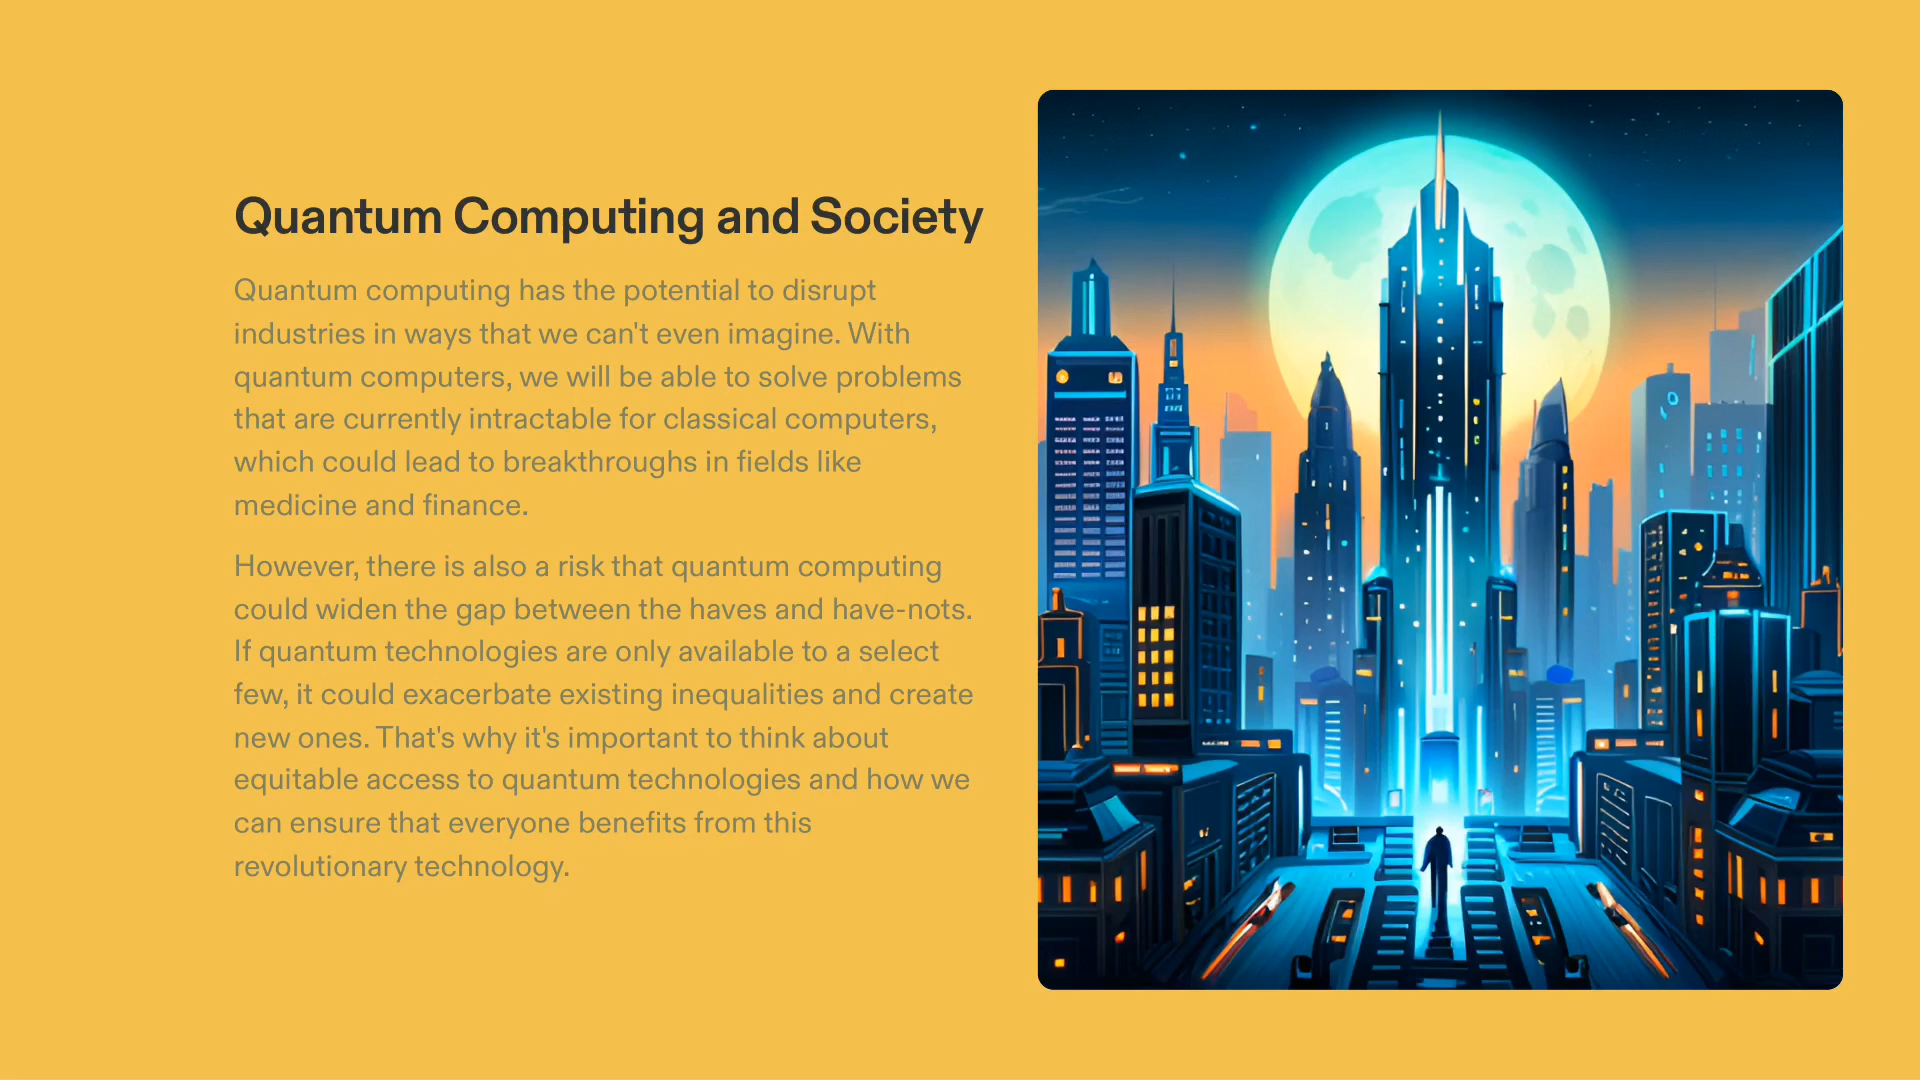 Quantum Computing and Society
Quantum computing has the potential to disrupt
industries in ways that we can't even imagine. With
quantum computers, we will be able to solve problems
that are currently intractable for classical computers,
which could lead to breakthroughs in fields like
medicine and finance.
However, there is also a risk that quantum computing
could widen the gap between the haves and have-nots.
If quantum technologies are only available to a select
few, it could exacerbate existing inequalities and create
new ones. That's why it's important to think about
equitable access to quantum technologies and how we
can ensure that everyone benefits from this
revolutionary technology.